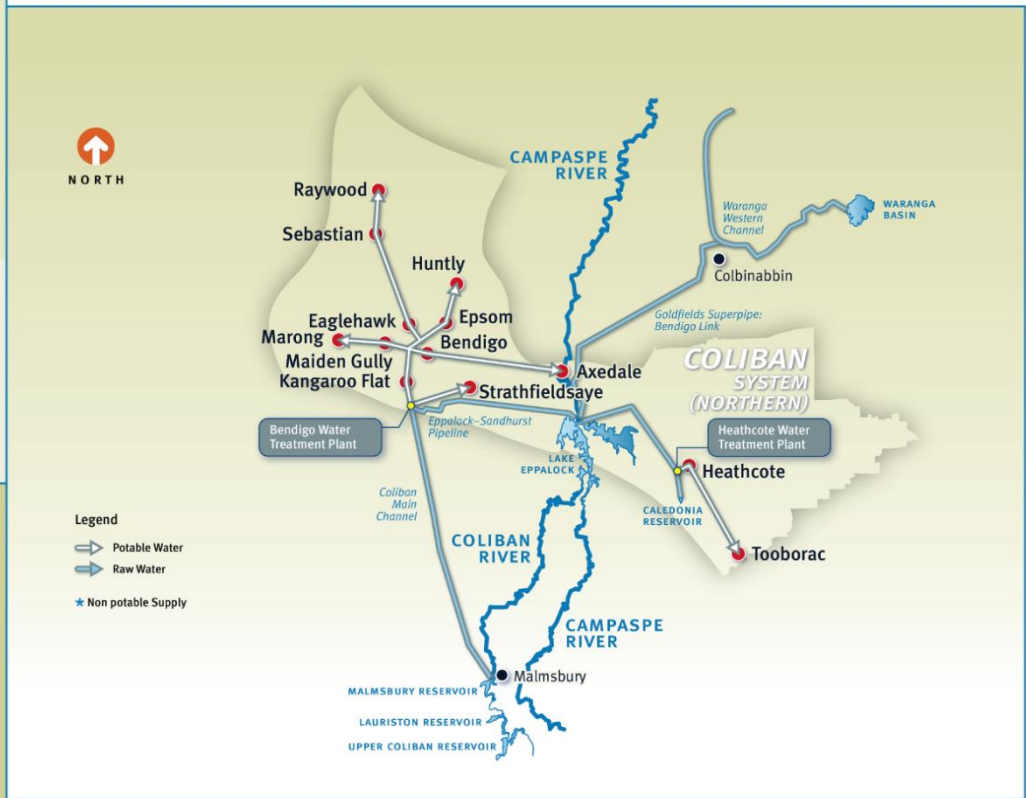 NORTH
CAMPASPE
RIVER
Raywood
Sebastian
Huntly
Waranga
Western
Channel
WARANGA
BASIN
Colbinabbin
Eaglehawk
Epsom
Marong
Bendigo
Maiden Gully
Kangaroo Flat
Goldfields Superpipe:
Bendigo Link
Axedale
Strathfieldsaye
COLIBAN
SYSTEM
(NORTHERN)
Bendigo Water
Treatment Plant
Eppalock–Sandhurst
Pipeline
Heathcote Water
Treatment Plant
LAKE
EPPALOCK
Heathcote
Coliban
Main
Channel
CALEDONIA
RESERVOIR
Legend
Potable Water
Raw Water
* Non potable Supply
COLIBAN
RIVER
Tooborac
CAMPASPE
RIVER
Malmsbury
MALMSBURY RESERVOIR
LAURISTON RESERVOIR
UPPER COLIBAN RESERVOIR